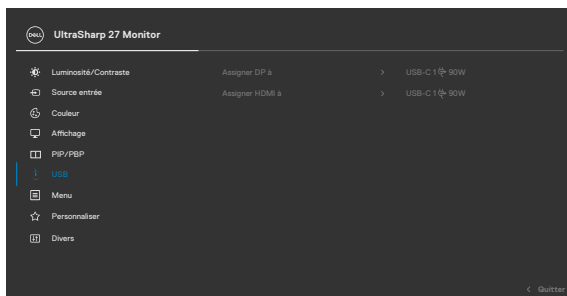 DELL UltraSharp 27 Monitor
Luminosité/Contraste Assigner DP à > USB-C 1 90W
Source entrée Assigner HDMI à > USB-C 1 90W
Couleur
Affichage
PIP/PBP
USB
Menu
Personnaliser
Divers
< Quitter